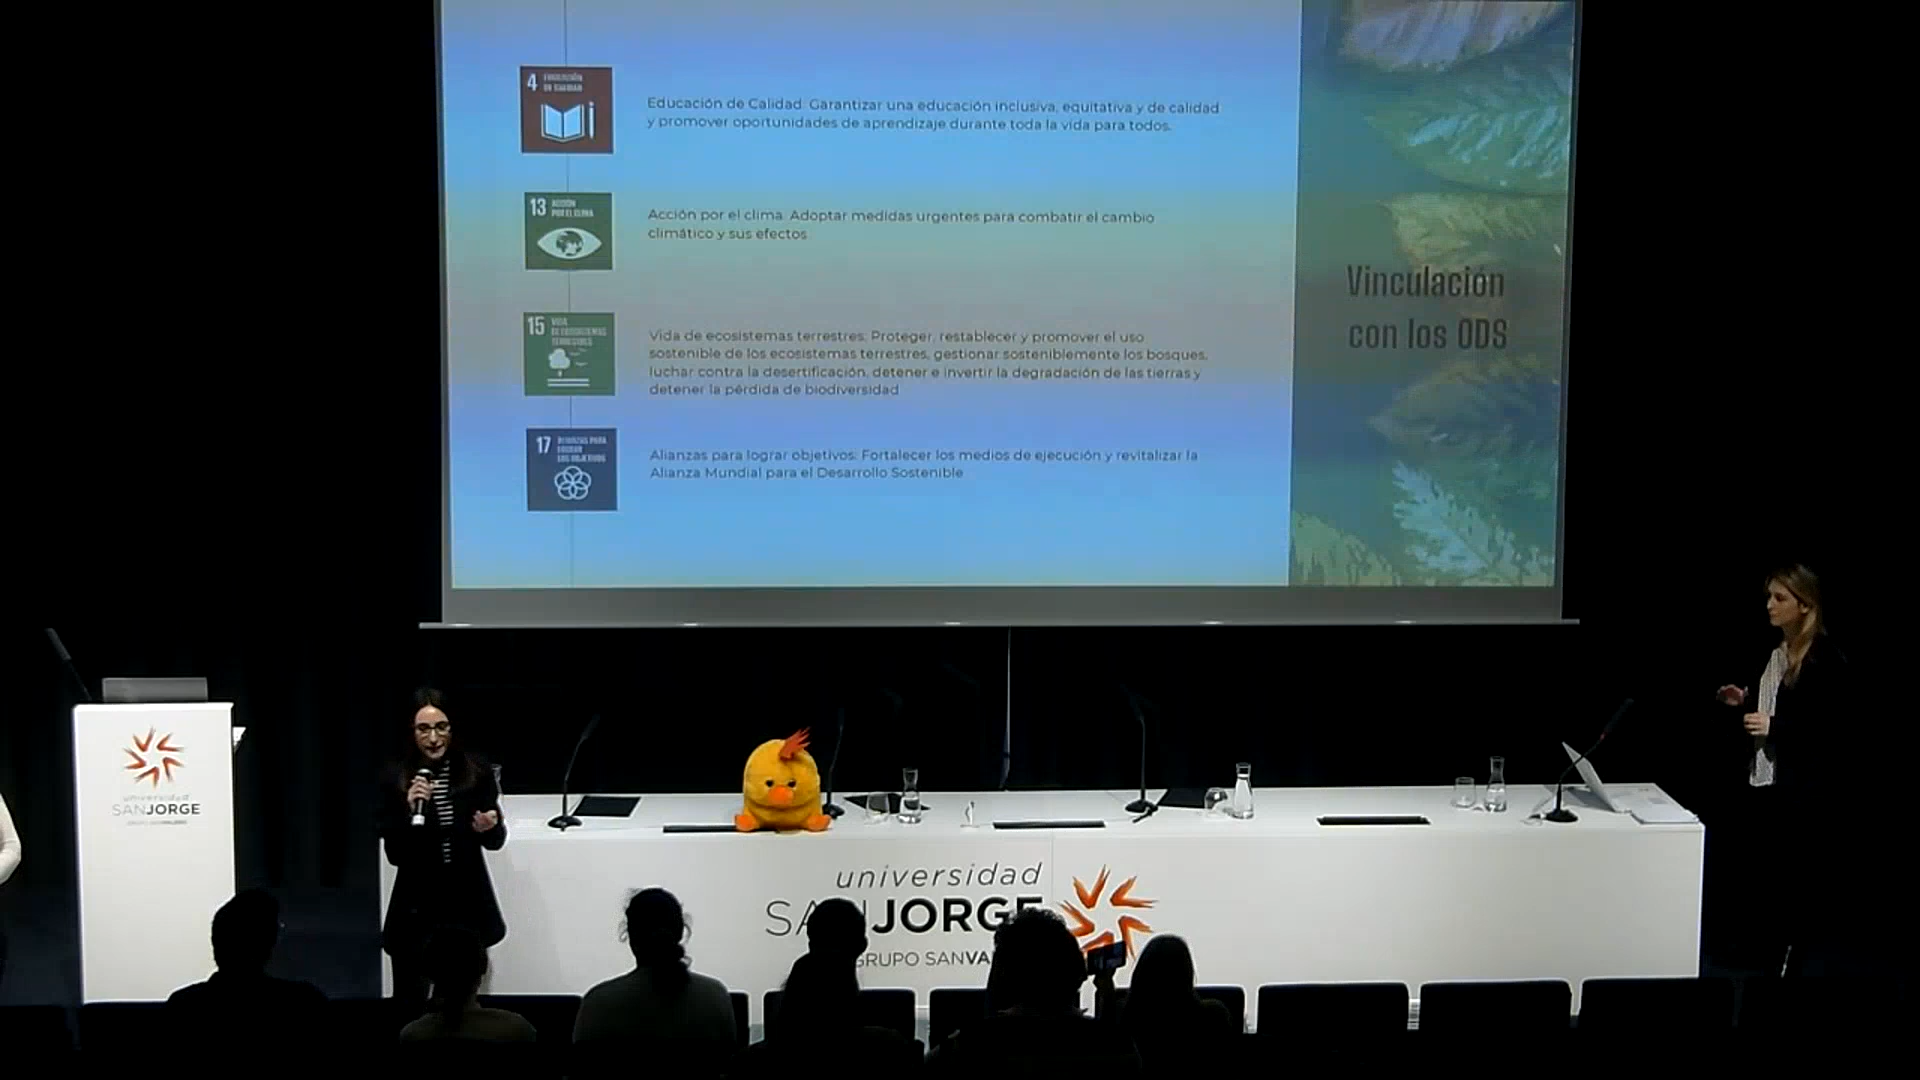 4 EDUCACIÓN
DE CALIDAD
Educación de Calidad: Garantizar una educación inclusiva, equitativa y de calidad
y promover oportunidades de aprendizaje durante toda la vida para todos.
13 ACCIÓN
POR EL CLIMA
Acción por el clima: Adoptar medidas urgentes para combatir el cambio
climático y sus efectos
15 VIDA
DE ECOSISTEMAS
TERRESTRES
Vida de ecosistemas terrestres: Proteger, restablecer y promover el uso
sostenible de los ecosistemas terrestres, gestionar sosteniblemente los bosques,
luchar contra la desertificación, detener e invertir la degradación de las tierras y
detener la pérdida de biodiversidad
17 ALIANZAS PARA
LOGRAR
LOS OBJETIVOS
Alianzas para lograr objetivos: Fortalecer los medios de ejecución y revitalizar la
Alianza Mundial para el Desarrollo Sostenible
Vinculación
con los ODS
universidad
SANJORGE
GRUPO SANVALERO
universidad
SANJORGE
GRUPO SANVA